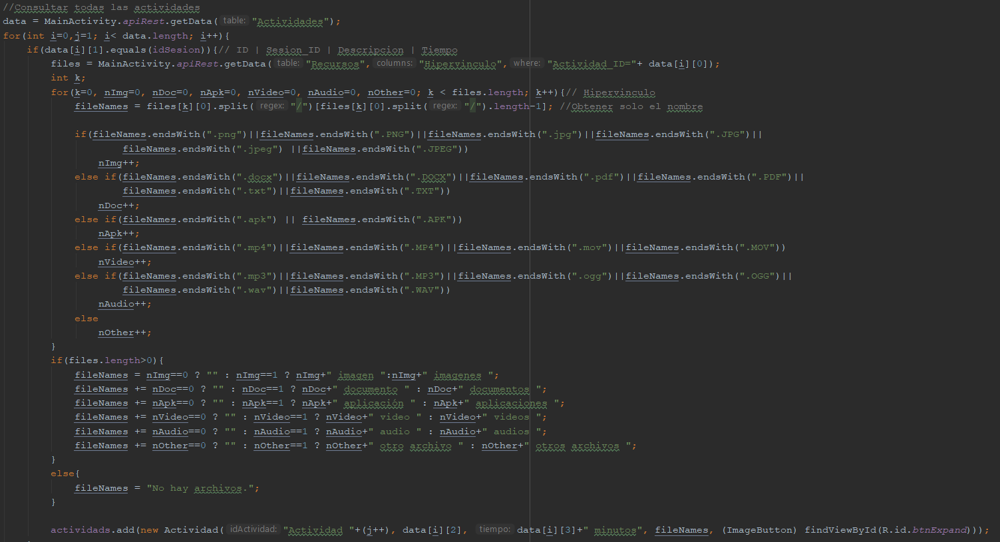 //Consultar todas las actividades
data = MainActivity.apiRest.getData( table: "Actividades");
for(int i=0,j=1; i< data.length; i++){
if(data[i][1].equals(idSesion)){// ID | Sesion_ID | Descripcion | Tiempo
files = MainActivity.apiRest.getData( table: "Recursos", columns: "Hipervinculo", where: "Actividad_ID="+ data[i][0]);
int k;
for(k=0, nImg=0, nDoc=0, nApk=0, nVideo=0, nAudio=0, nOther=0; k < files.length; k++){// Hipervinculo
fileNames = files[k][0].split( regex: "/")[files[k][0].split( regex: "/").length-1]; //Obtener solo el nombre
if(fileNames.endsWith(".png")||fileNames.endsWith(".PNG")||fileNames.endsWith(".jpg")||fileNames.endsWith(".JPG")||
fileNames.endsWith(".jpeg") ||fileNames.endsWith(".JPEG"))
nImg++;
else if(fileNames.endsWith(".docx")||fileNames.endsWith(".DOCX")||fileNames.endsWith(".pdf")||fileNames.endsWith(".PDF")||
fileNames.endsWith(".txt")||fileNames.endsWith(".TXT"))
nDoc++;
else if(fileNames.endsWith(".apk") || fileNames.endsWith(".APK"))
nApk++;
else if(fileNames.endsWith(".mp4")||fileNames.endsWith(".MP4")||fileNames.endsWith(".mov")||fileNames.endsWith(".MOV"))
nVideo++;
else if(fileNames.endsWith(".mp3")||fileNames.endsWith(".MP3")||fileNames.endsWith(".ogg")||fileNames.endsWith(".OGG")||
fileNames.endsWith(".wav")||fileNames.endsWith(".WAV"))
nAudio++;
else
nOther++;
}
if(files.length>0){
fileNames = nImg==0 ? "" : nImg==1 ? nImg+" imagen ":nImg+" imagenes ";
fileNames += nDoc==0 ? "" : nDoc==1 ? nDoc+" documento " : nDoc+" documentos ";
fileNames += nApk==0 ? "" : nApk==1 ? nApk+" aplicación " : nApk+" aplicaciones ";
fileNames += nVideo==0 ? "" : nVideo==1 ? nVideo+" video " : nVideo+" videos ";
fileNames += nAudio==0 ? "" : nAudio==1 ? nAudio+" audio " : nAudio+" audios ";
fileNames += nOther==0 ? "" : nOther==1 ? nOther+" otro archivo " : nOther+" otros archivos ";
}
else{
fileNames = "No hay archivos.";
}
actividads.add(new Actividad( idActividad: "Actividad "+(j++), data[i][2], tiempo: data[i][3]+" minutos", fileNames, (ImageButton) findViewById(R.id.btnExpand)));